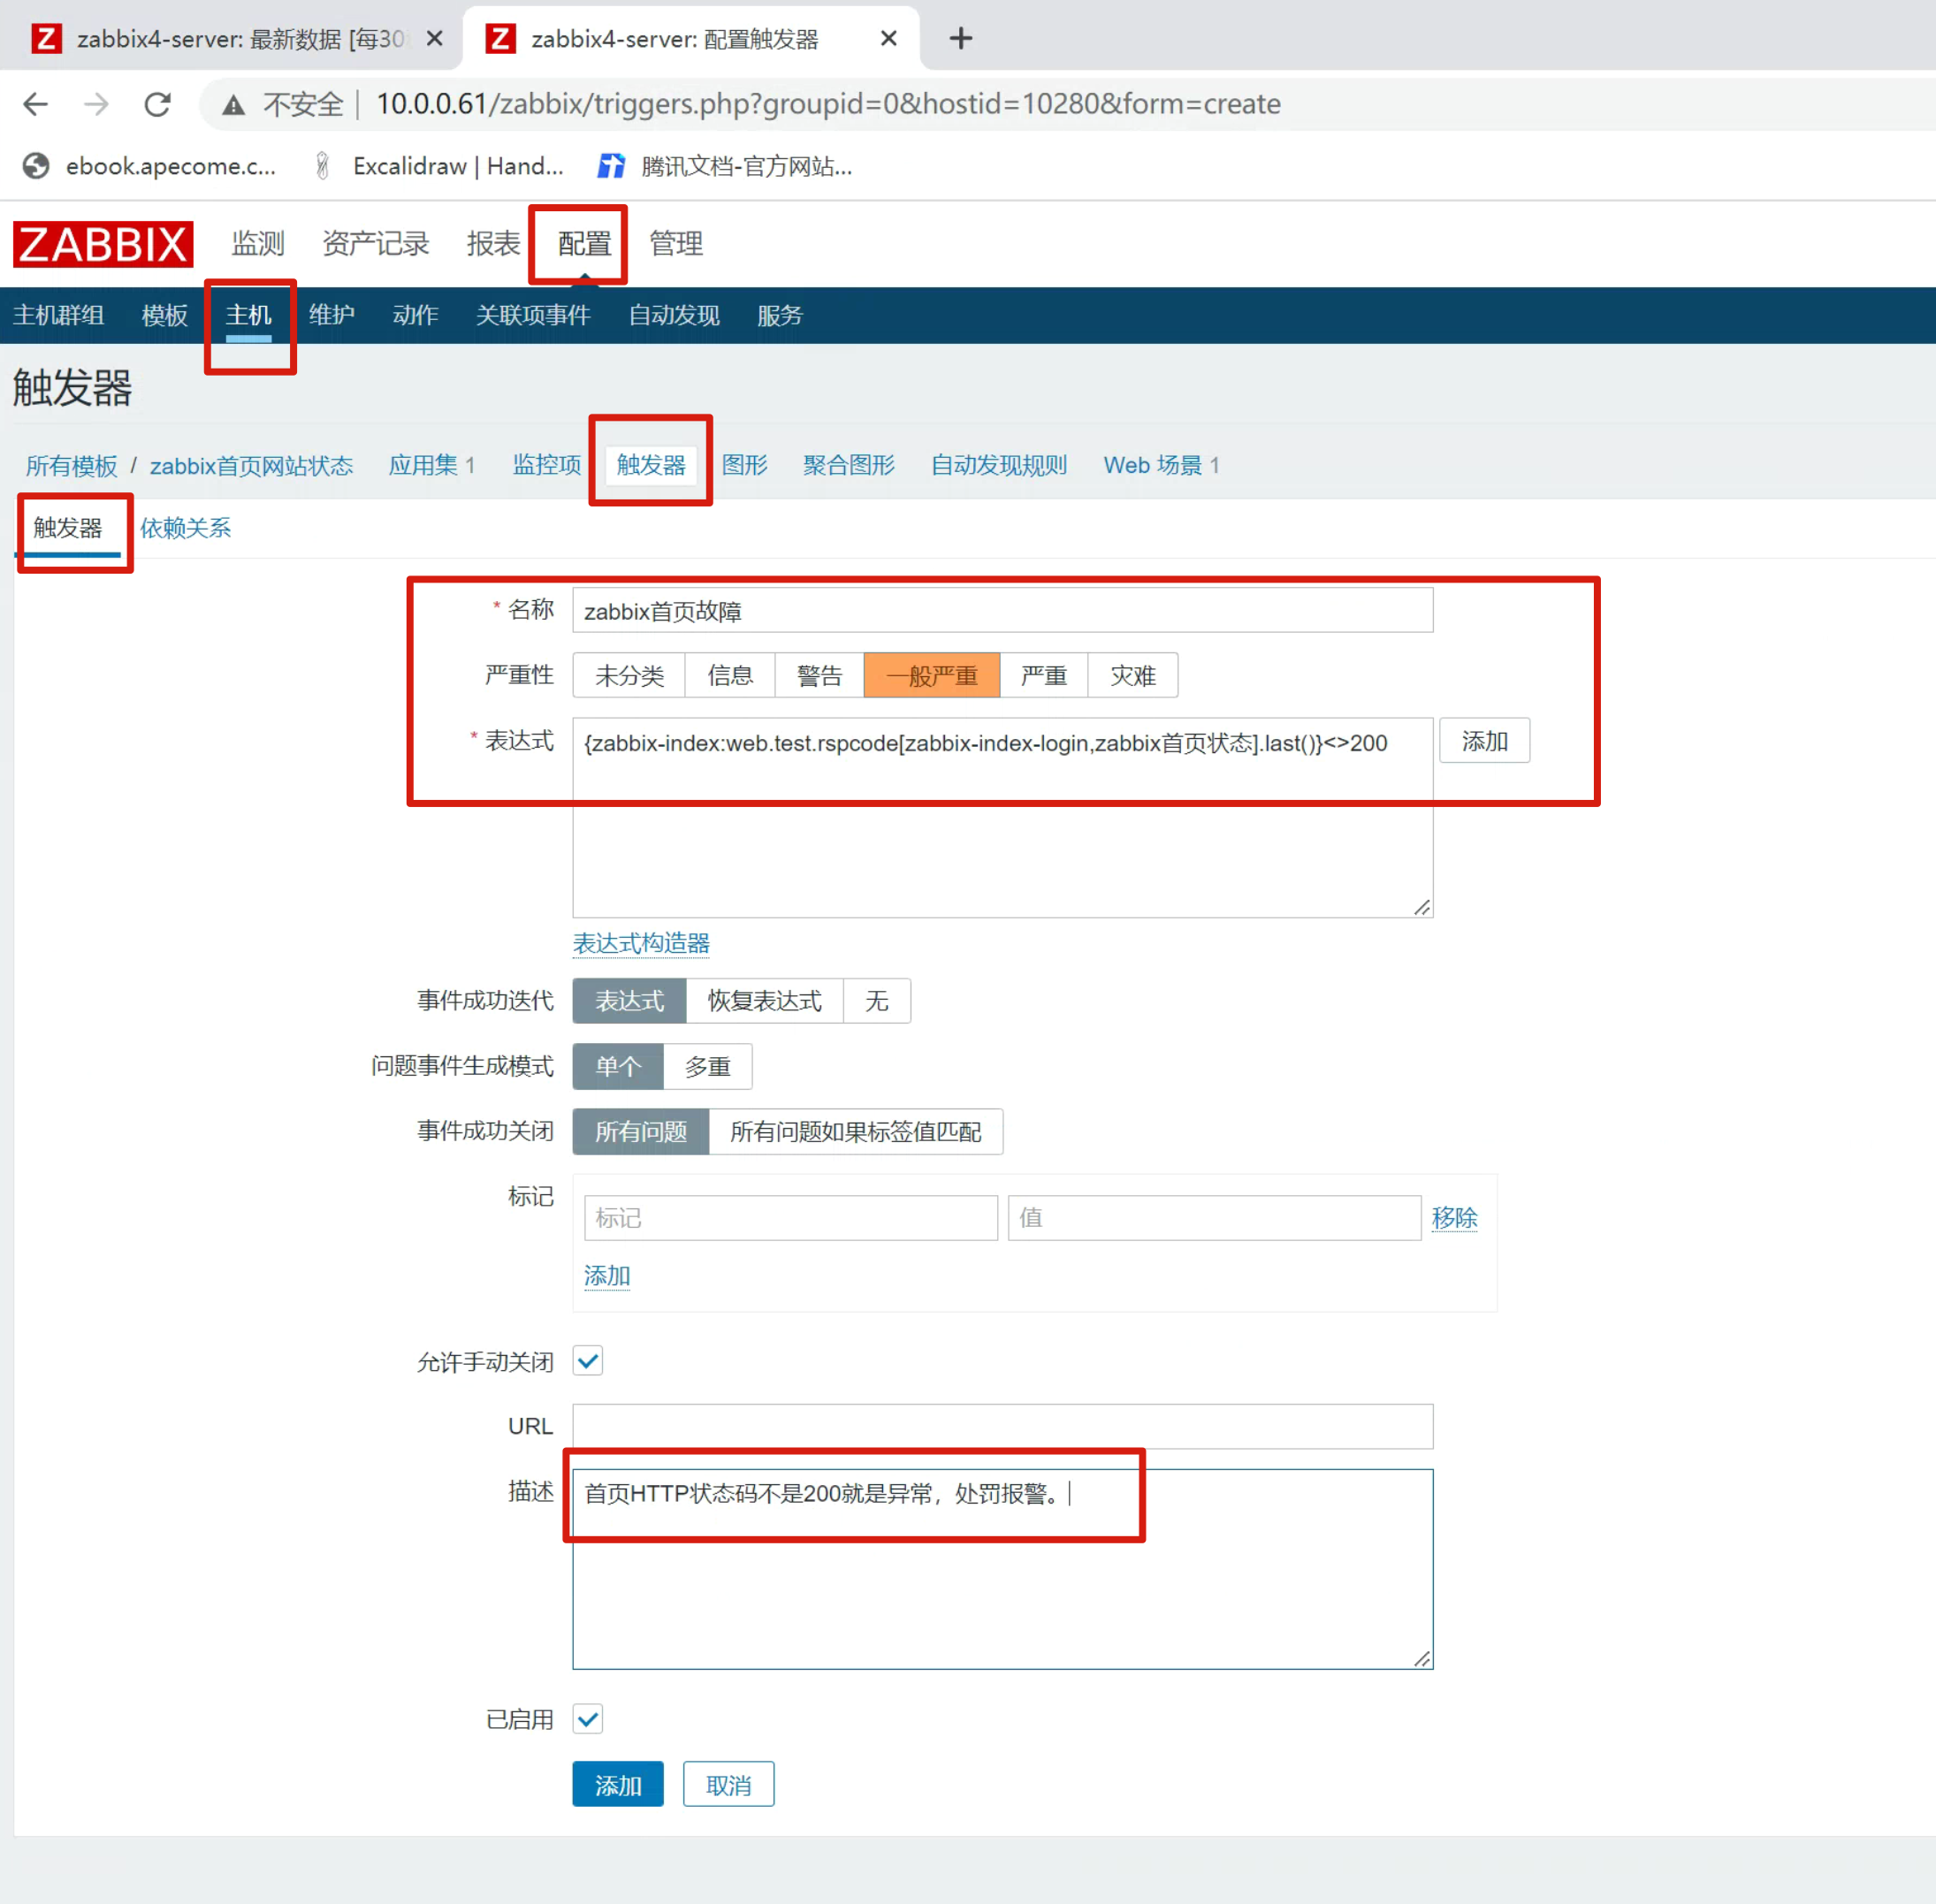 zabbix4-server: 最新数据 [每30
zabbix4-server: 配置触发器
不安全 | 10.0.0.61/zabbix/triggers.php?groupid=0&hostid=10280&form=create
ebook.apecome.c... Excalidraw | Hand... 腾讯文档-官方网站...
ZABBIX 监测 资产记录 报表 配置 管理
主机群组 模板 主机 维护 动作 关联项事件 自动发现 服务
触发器
所有模板 / zabbix首页网站状态 应用集 1 监控项 触发器 图形 聚合图形 自动发现规则 Web 场景 1
触发器 依赖关系
* 名称 zabbix首页故障
严重性 未分类 信息 警告 一般严重 严重 灾难
* 表达式 {zabbix-index:web.test.rspcode[zabbix-index-login,zabbix首页状态].last()}<>200 添加
表达式构造器
事件成功迭代 表达式 恢复表达式 无
问题事件生成模式 单个 多重
事件成功关闭 所有问题 所有问题如果标签值匹配
标记 标记 值 移除
添加
允许手动关闭
URL
描述 首页HTTP状态码不是200就是异常，处罚报警。
已启用
添加 取消